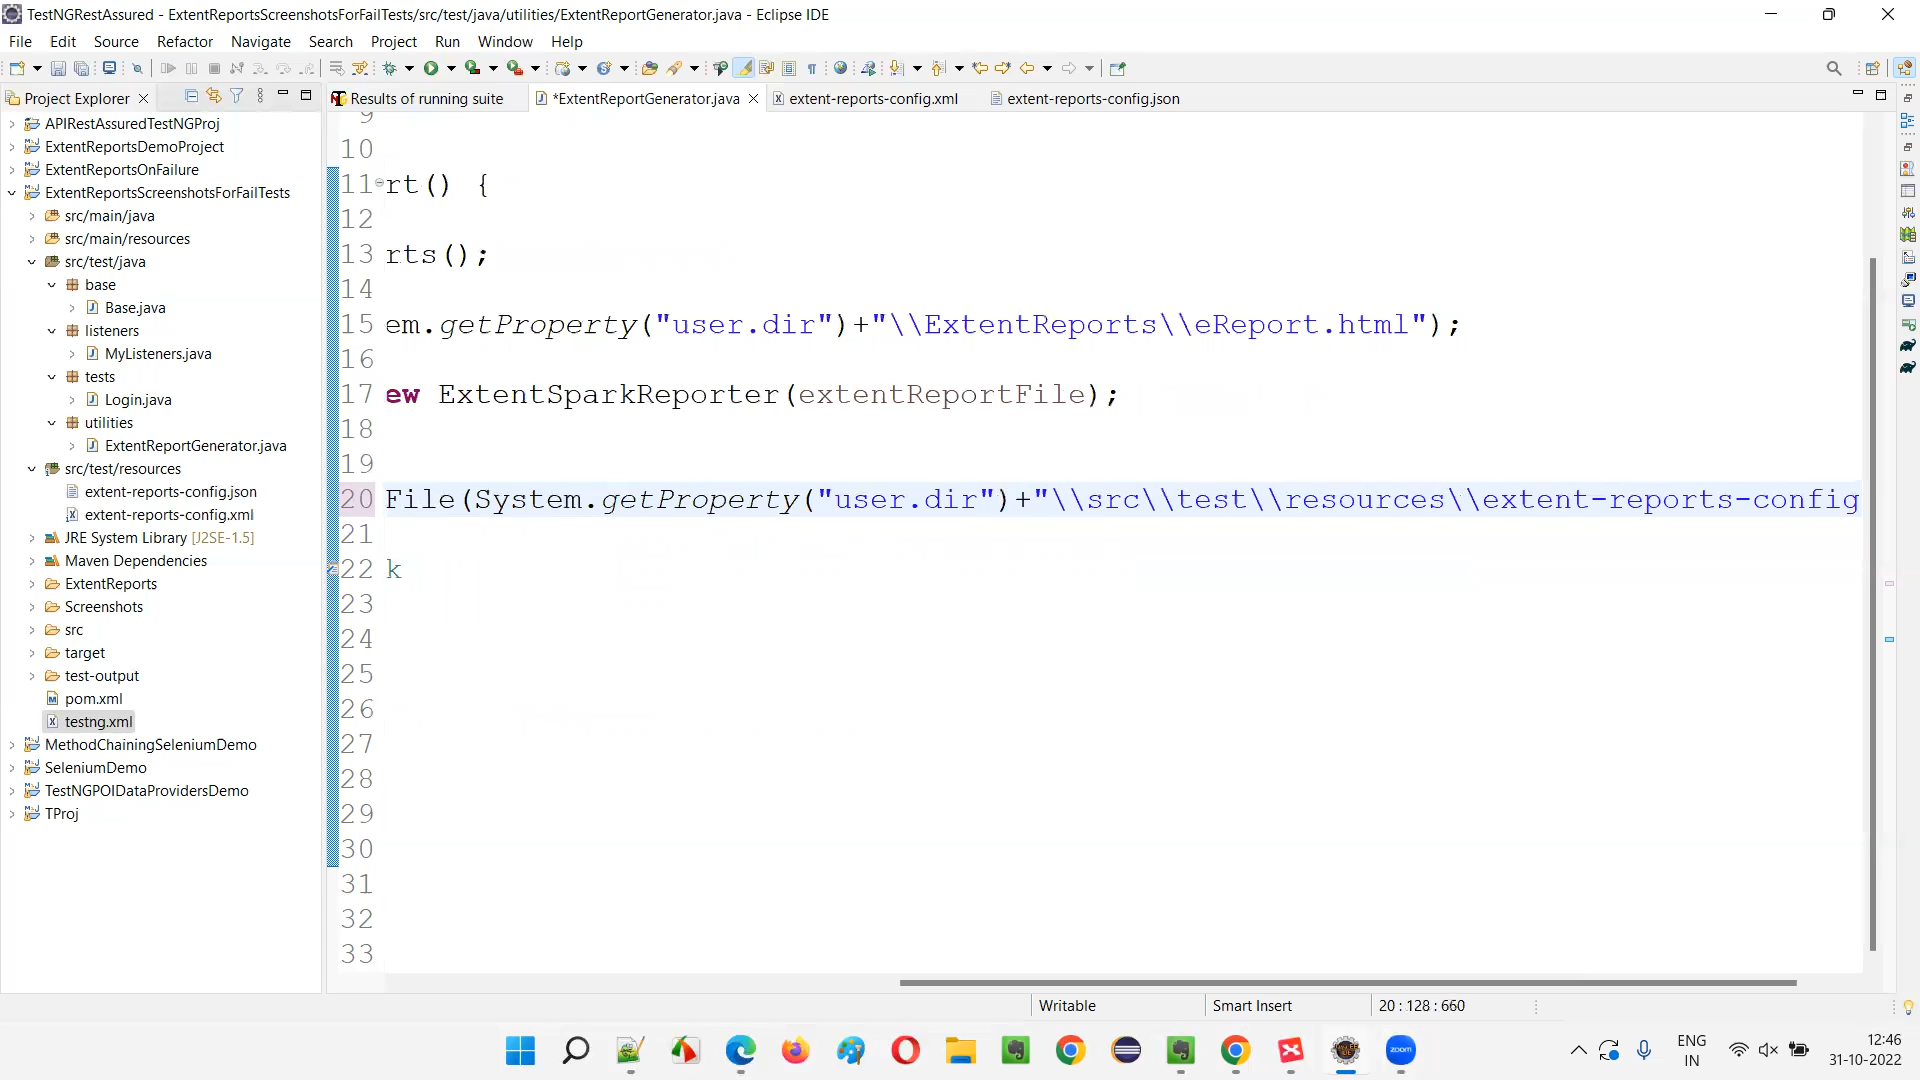 TestNGRestAssured - ExtentReportsScreenshotsForFailTests/src/test/java/utilities/ExtentReportGenerator.java - Eclipse IDE
File Edit Source Refactor Navigate Search Project Run Window Help
Project Explorer
Results of running suite
*ExtentReportGenerator.java
extent-reports-config.xml
extent-reports-config.json
APIRestAssuredTestNGProj
ExtentReportsDemoProject
ExtentReportsOnFailure
ExtentReportsScreenshotsForFailTests
src/main/java
src/main/resources
src/test/java
base
Base.java
listeners
MyListeners.java
tests
Login.java
utilities
ExtentReportGenerator.java
src/test/resources
extent-reports-config.json
extent-reports-config.xml
JRE System Library [J2SE-1.5]
Maven Dependencies
ExtentReports
Screenshots
src
target
test-output
pom.xml
testng.xml
MethodChainingSeleniumDemo
SeleniumDemo
TestNGPOIDataProvidersDemo
TProj
9
10
11 rt() {
12
13 rts();
14
15 em.getProperty("user.dir")+"\\ExtentReports\\eReport.html");
16
17 ew ExtentSparkReporter(extentReportFile);
18
19
20 File(System.getProperty("user.dir")+"\\src\\test\\resources\\extent-reports-config
21
22 k
23
24
25
26
27
28
29
30
31
32
33
Writable
Smart Insert
20 : 128 : 660
zoom
ENG
IN
12:46
31-10-2022